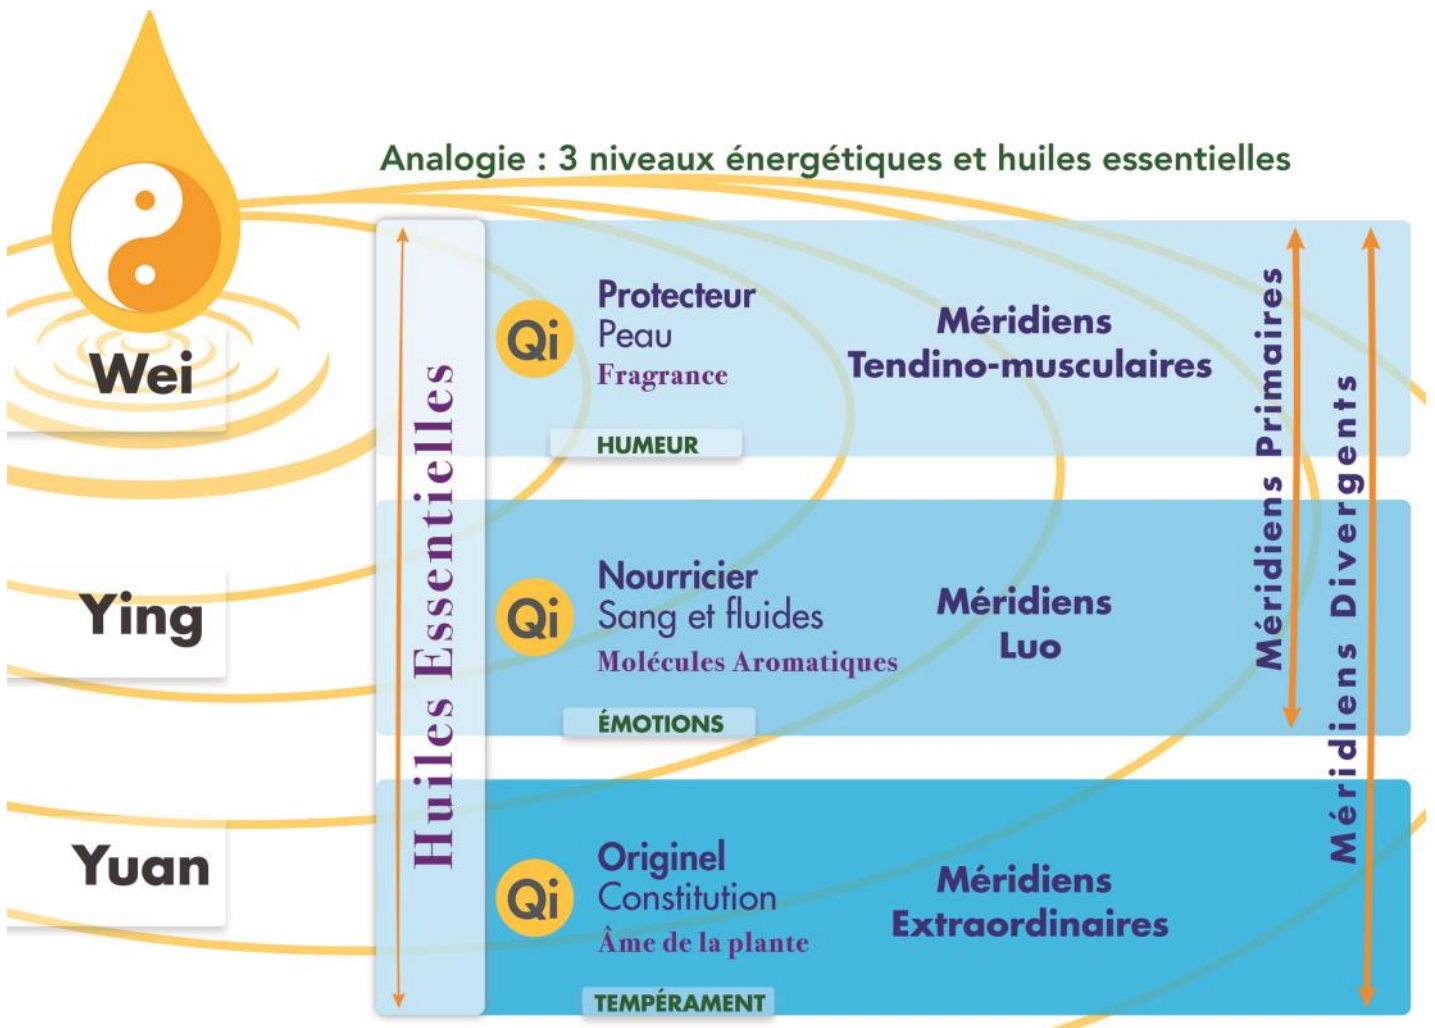 Analogie : 3 niveaux énergétiques et huiles essentielles
Wei
Huiles Essentielles
Qi
Protecteur
Peau
Fragrance
HUMEUR
Méridiens
Tendino-musculaires
Méridiens Primaires
Méridiens Divergents
Ying
Qi
Nourricier
Sang et fluides
Molécules Aromatiques
ÉMOTIONS
Méridiens
Luo
Yuan
Qi
Originel
Constitution
Âme de la plante
TEMPÉRAMENT
Méridiens
Extraordinaires